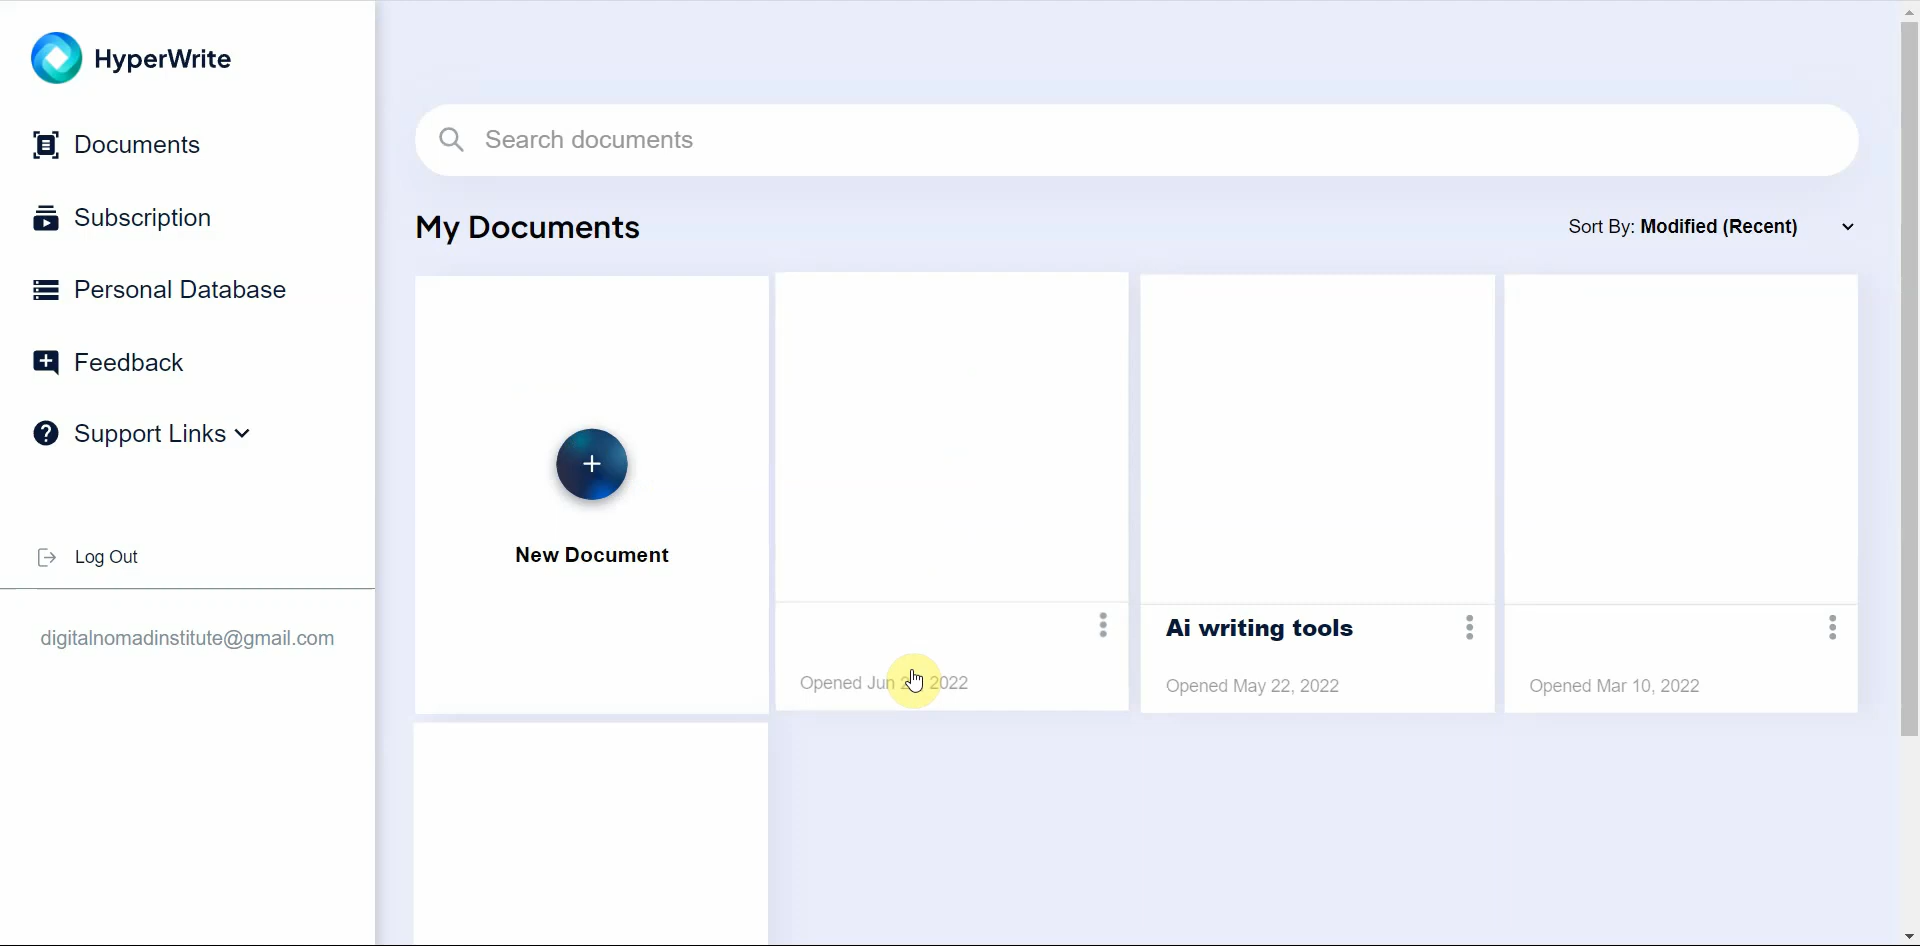 HyperWrite
Documents
Subscription
Personal Database
Feedback
Support Links
Log Out
digitalnomadinstitute@gmail.com
Search documents
My Documents
Sort By: Modified (Recent)
New Document
Opened Jun 2022
Ai writing tools
Opened May 22, 2022
Opened Mar 10, 2022